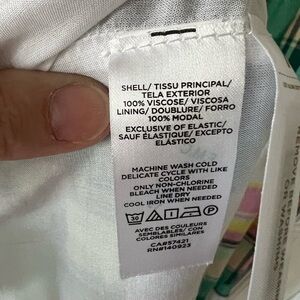 SHELL/ TISSU PRINCIPAL/
TELA EXTERIOR
100% VISCOSE/ VISCOSA
LINING/ DOUBLURE/ FORRO
100% MODAL
EXCLUSIVE OF ELASTIC/
SAUF ÉLASTIQUE/ EXCEPTO
ELÁSTICO
MACHINE WASH COLD
DELICATE CYCLE WITH LIKE
COLORS
ONLY NON-CHLORINE
BLEACH WHEN NEEDED
LINE DRY
COOL IRON WHEN NEEDED
30
P
AVEC DES COULEURS
SEMBLABLES/ CON
COLORES SIMILARES
CA#57421
RN#140923